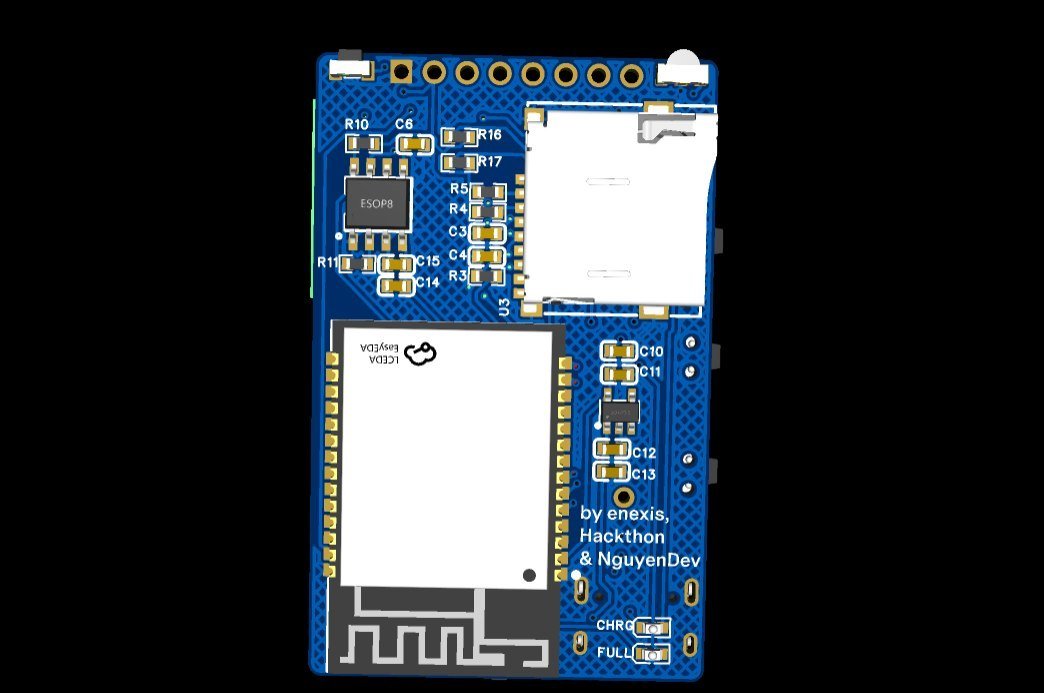 R10
C6
R16
R17
ESOP8
R5
R4
C3
C4
R3
R11
C15
C14
U3
LCEDA
EasyEDA
C10
C11
C12
C13
by enexis,
Hackthon
& NguyenDev
CHRG
FULL